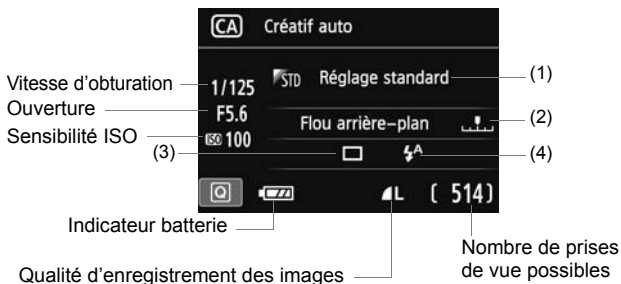 CA Créatif auto
Vitesse d'obturation 1/125 STD Réglage standard (1)
Ouverture F5.6 Flou arrière-plan (2)
Sensibilité ISO ISO 100
(3) A (4)
Q L ( 514)
Indicateur batterie
Nombre de prises
de vue possibles
Qualité d'enregistrement des images